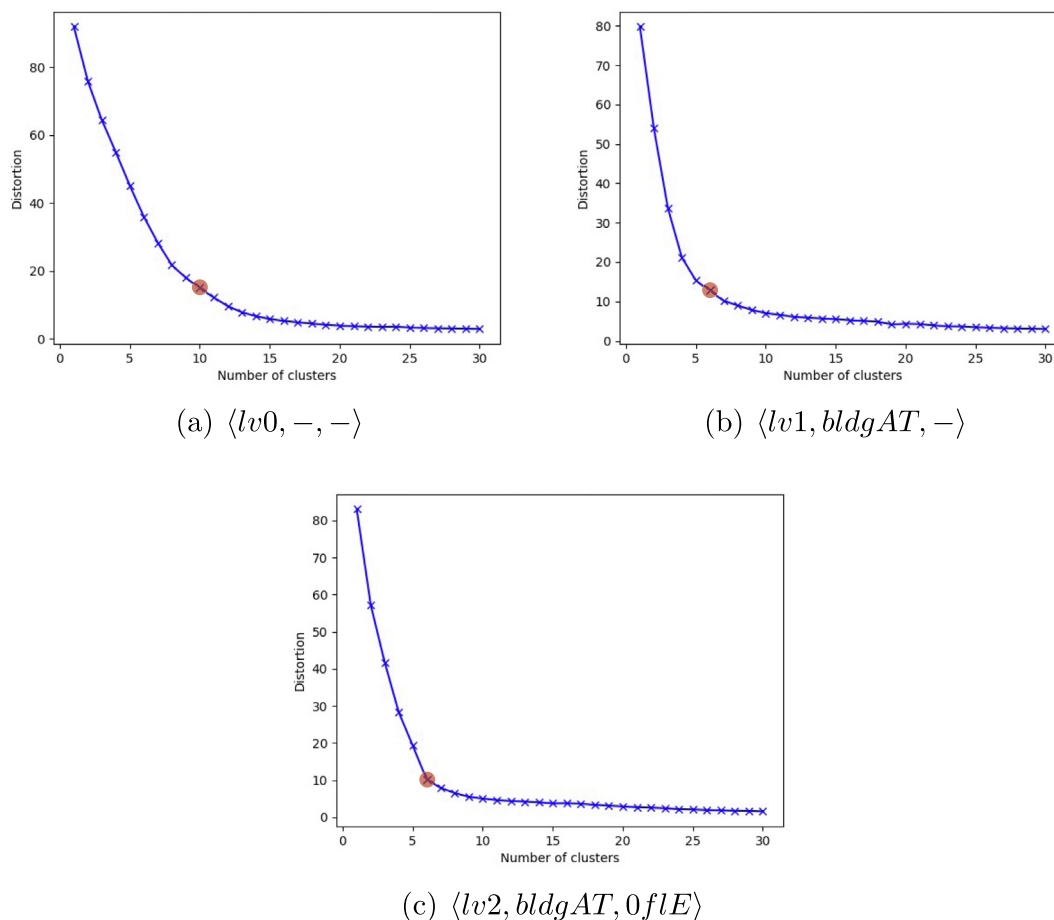 80
60
40
20
0
Distortion
0 5 10 15 20 25 30
Number of clusters
(a) ⟨lv0, −, −⟩
80
70
60
50
40
30
20
10
0
Distortion
0 5 10 15 20 25 30
Number of clusters
(b) ⟨lv1, bldgAT, −⟩
80
70
60
50
40
30
20
10
0
Distortion
0 5 10 15 20 25 30
Number of clusters
(c) ⟨lv2, bldgAT, 0flE⟩